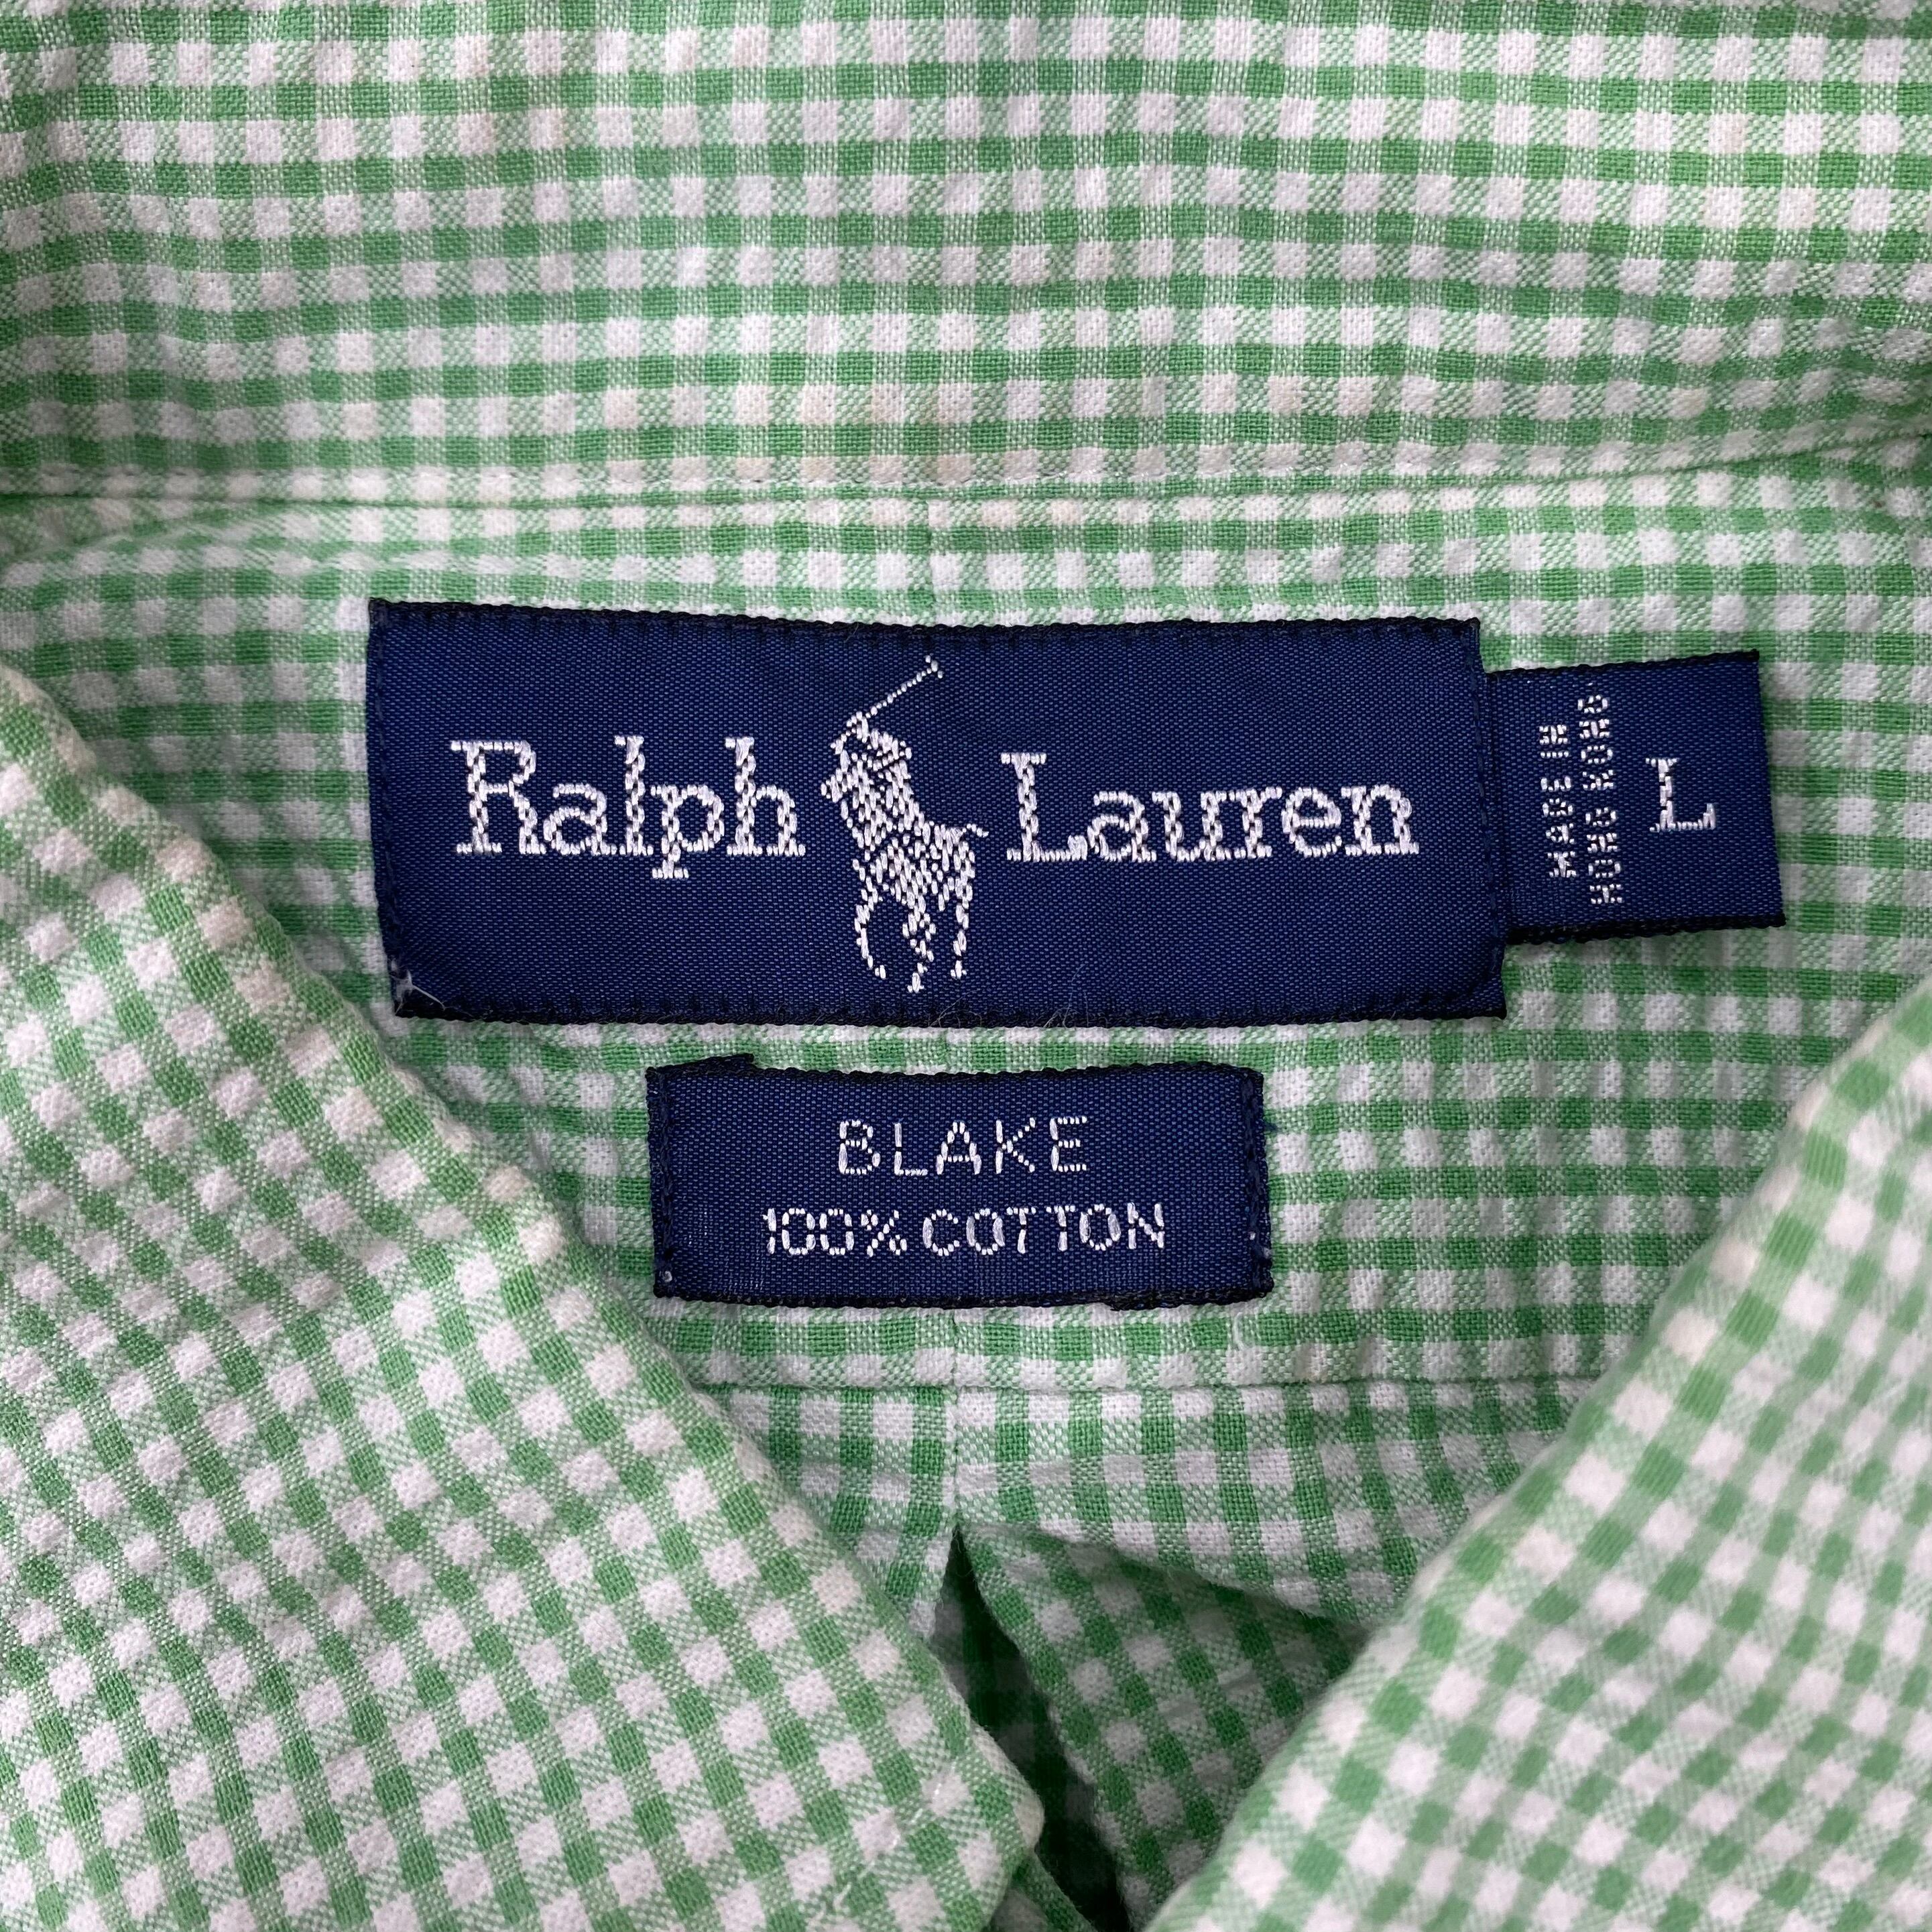 Ralph Lauren
MADE IN
HONG KONG
L
BLAKE
100% COTTON